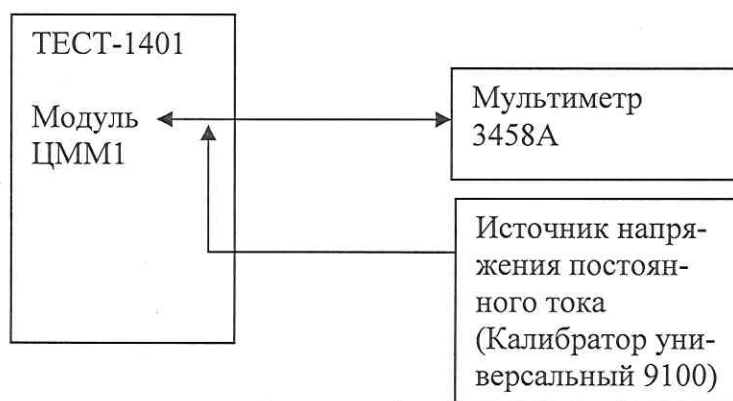 ТЕСТ-1401
Модуль
ЦММ1
Мультиметр
3458А
Источник напря-
жения постоян-
ного тока
(Калибратор уни-
версальный 9100)